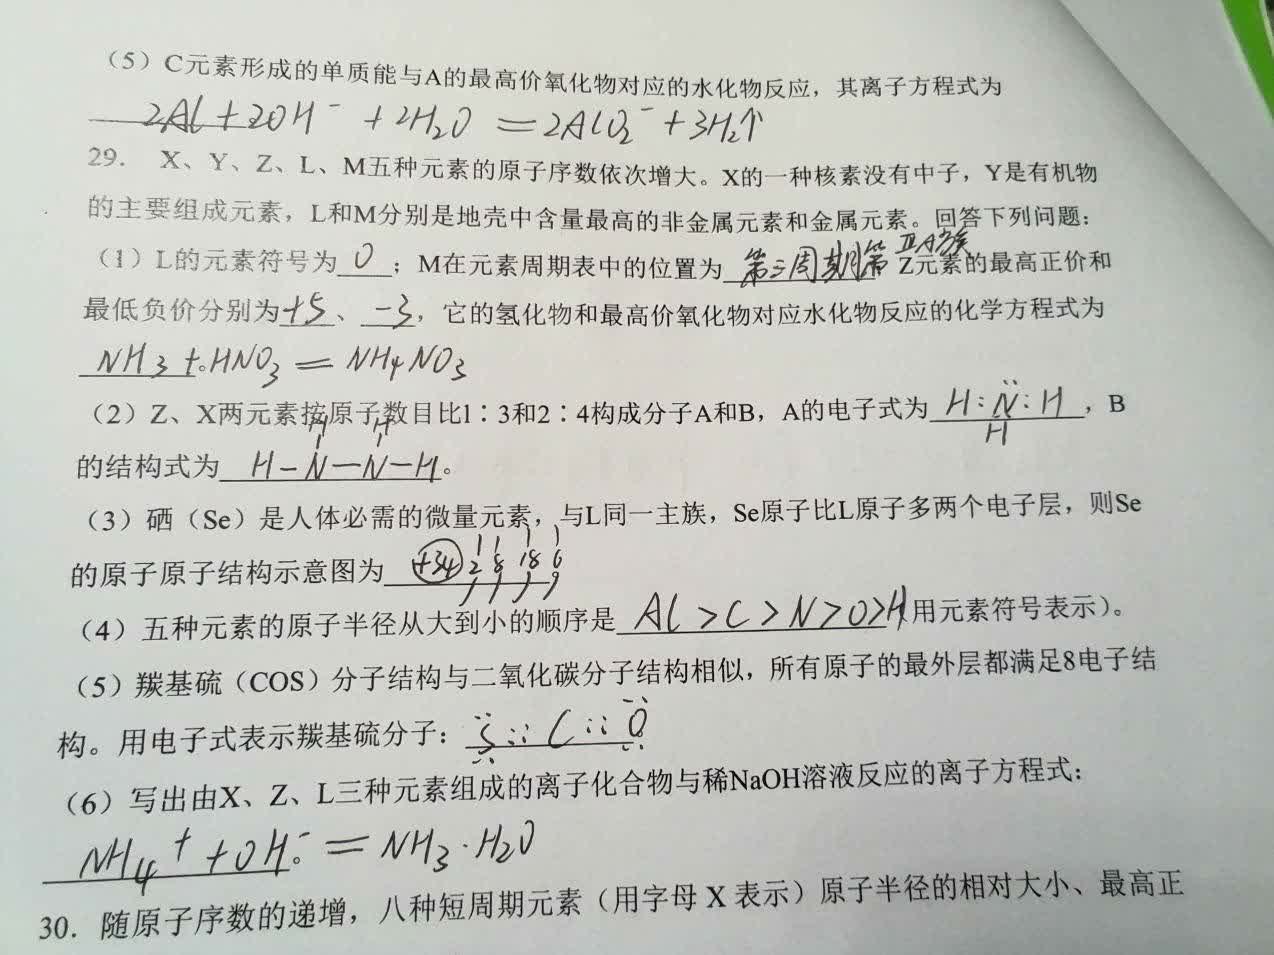 （5）C元素形成的单质能与A的最高价氧化物对应的水化物反应，其离子方程式为
2Al+2OH⁻ +2H₂O =2AlO₂⁻+3H₂↑
29. X、Y、Z、L、M五种元素的原子序数依次增大。X的一种核素没有中子，Y是有机物
的主要组成元素，L和M分别是地壳中含量最高的非金属元素和金属元素。回答下列问题：
（1）L的元素符号为 O ；M在元素周期表中的位置为 第三周期第ⅢA族 Z元素的最高正价和
最低负价分别为+5、-3，它的氢化物和最高价氧化物对应水化物反应的化学方程式为
NH₃+HNO₃=NH₄NO₃
（2）Z、X两元素按原子数目比1∶3和2∶4构成分子A和B，A的电子式为 H:N:H ，B
H
H H
的结构式为 H-N-N-H。
（3）硒（Se）是人体必需的微量元素，与L同一主族，Se原子比L原子多两个电子层，则Se
的原子原子结构示意图为 +34 2 8 18 6
（4）五种元素的原子半径从大到小的顺序是 Al>C>N>O>H 用元素符号表示）。
（5）羰基硫（COS）分子结构与二氧化碳分子结构相似，所有原子的最外层都满足8电子结
构。用电子式表示羰基硫分子：S::C::O
（6）写出由X、Z、L三种元素组成的离子化合物与稀NaOH溶液反应的离子方程式：
NH₄⁺+OH⁻。=NH₃·H₂O
30. 随原子序数的递增，八种短周期元素（用字母 X 表示）原子半径的相对大小、最高正